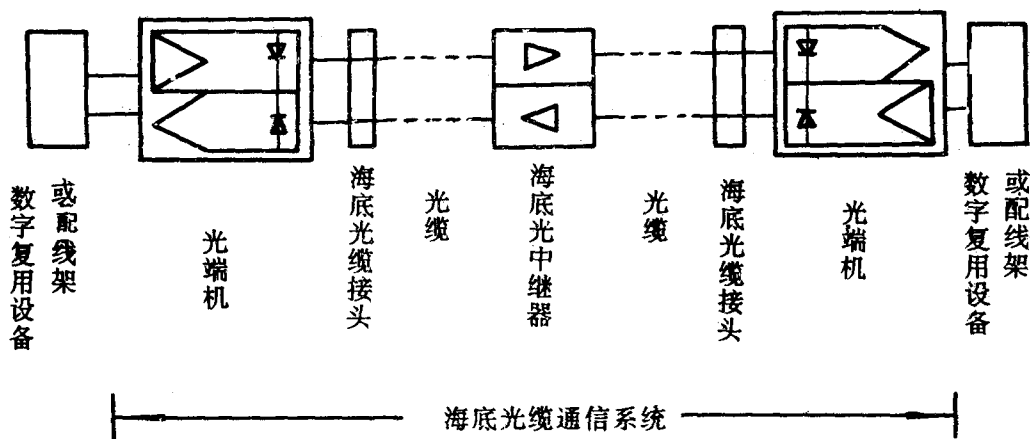 数字复用设备
或配线架
光端机
海底光缆接头
光缆
海底光中继器
光缆
海底光缆接头
光端机
数字复用设备
或配线架
海底光缆通信系统